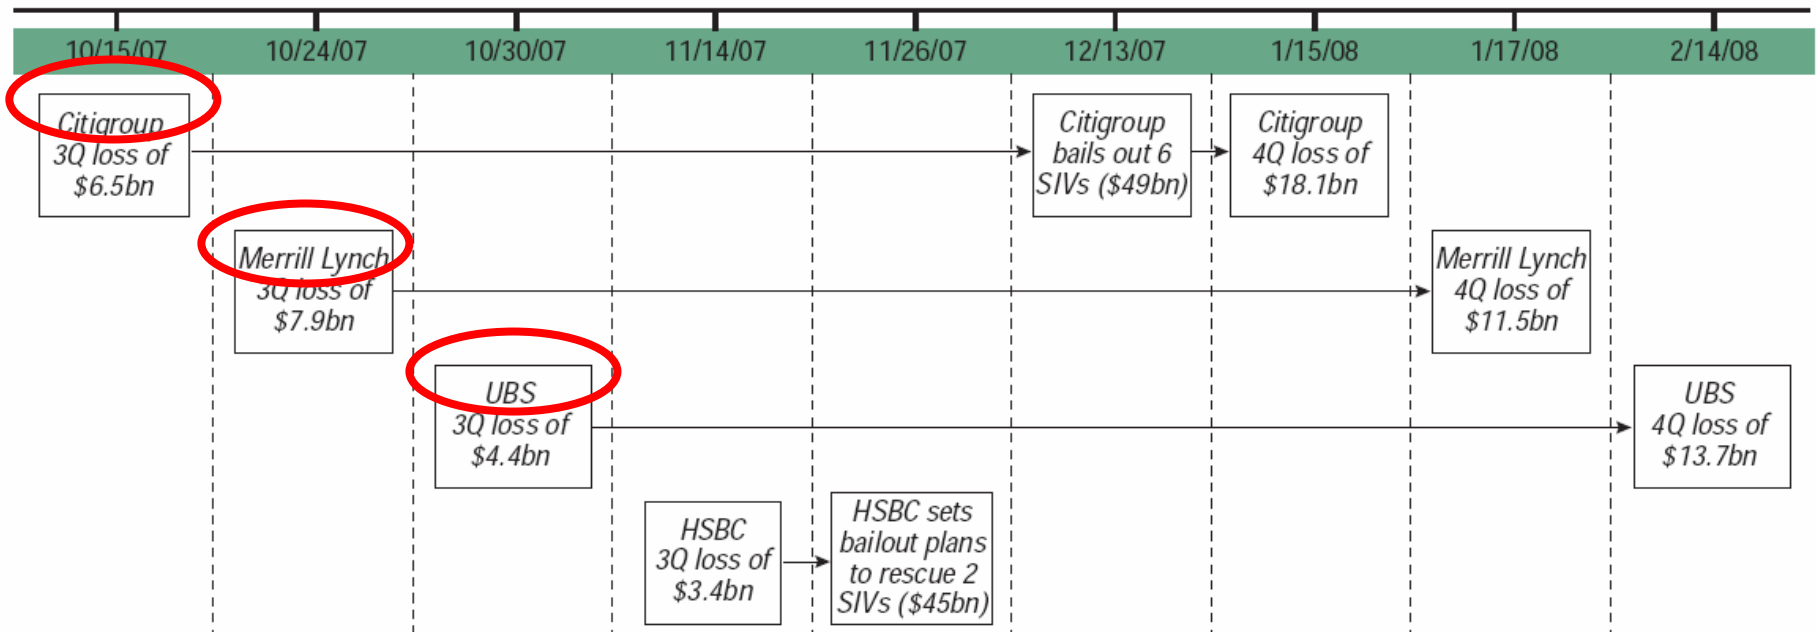 10/15/07
10/24/07
10/30/07
11/14/07
11/26/07
12/13/07
1/15/08
1/17/08
2/14/08
Citigroup
3Q loss of
$6.5bn
Citigroup
bails out 6
SIVs ($49bn)
Citigroup
4Q loss of
$18.1bn
Merrill Lynch
3Q loss of
$7.9bn
Merrill Lynch
4Q loss of
$11.5bn
UBS
3Q loss of
$4.4bn
UBS
4Q loss of
$13.7bn
HSBC
3Q loss of
$3.4bn
HSBC sets
bailout plans
to rescue 2
SIVs ($45bn)